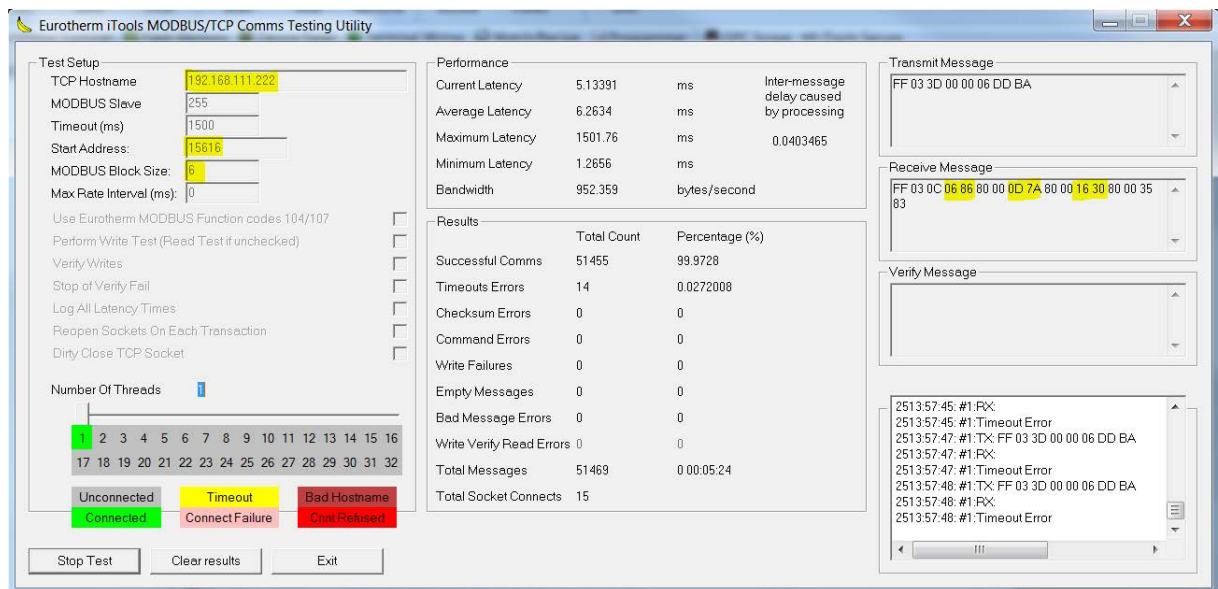 Eurotherm iTools MODBUS/TCP Comms Testing Utility
Test Setup
TCP Hostname 192.168.111.222
MODBUS Slave 255
Timeout (ms) 1500
Start Address: 15616
MODBUS Block Size: 6
Max Rate Interval (ms): 0
Use Eurotherm MODBUS Function codes 104/107
Perform Write Test (Read Test if unchecked)
Verify Writes
Stop of Verify Fail
Log All Latency Times
Reopen Sockets On Each Transaction
Dirty Close TCP Socket
Number Of Threads 1
1 2 3 4 5 6 7 8 9 10 11 12 13 14 15 16
17 18 19 20 21 22 23 24 25 26 27 28 29 30 31 32
Unconnected Timeout Bad Hostname
Connected Connect Failure Cnnt Refused
Stop Test Clear results Exit
Performance
Current Latency 5.13391 ms
Average Latency 6.2634 ms
Maximum Latency 1501.76 ms
Minimum Latency 1.2656 ms
Bandwidth 952.359 bytes/second
Inter-message
delay caused
by processing
0.0403465
Results
Total Count Percentage (%)
Successful Comms 51455 99.9728
Timeouts Errors 14 0.0272008
Checksum Errors 0 0
Command Errors 0 0
Write Failures 0 0
Empty Messages 0 0
Bad Message Errors 0 0
Write Verify Read Errors 0 0
Total Messages 51469 0 00:05:24
Total Socket Connects 15
Transmit Message
FF 03 3D 00 00 06 DD BA
Receive Message
FF 03 0C 06 86 80 00 0D 7A 80 00 16 30 80 00 35
83
Verify Message
2513:57:45: #1:RX:
2513:57:45: #1:Timeout Error
2513:57:47: #1:TX: FF 03 3D 00 00 06 DD BA
2513:57:47: #1:RX:
2513:57:47: #1:Timeout Error
2513:57:48: #1:TX: FF 03 3D 00 00 06 DD BA
2513:57:48: #1:RX:
2513:57:48: #1:Timeout Error